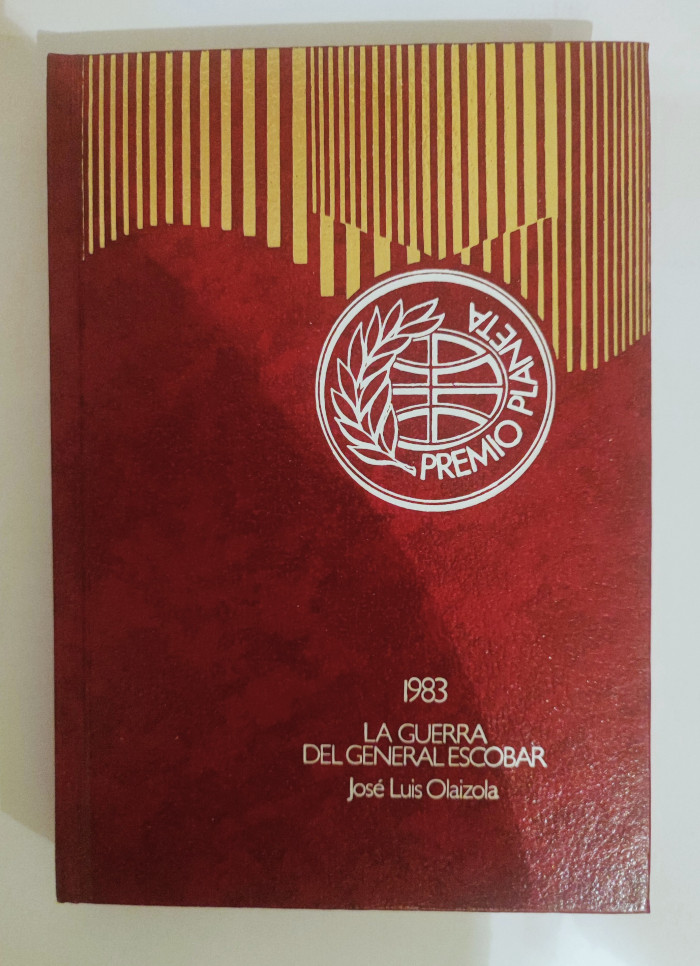 PREMIO PLANETA
1983
LA GUERRA
DEL GENERAL ESCOBAR
José Luis Olaizola